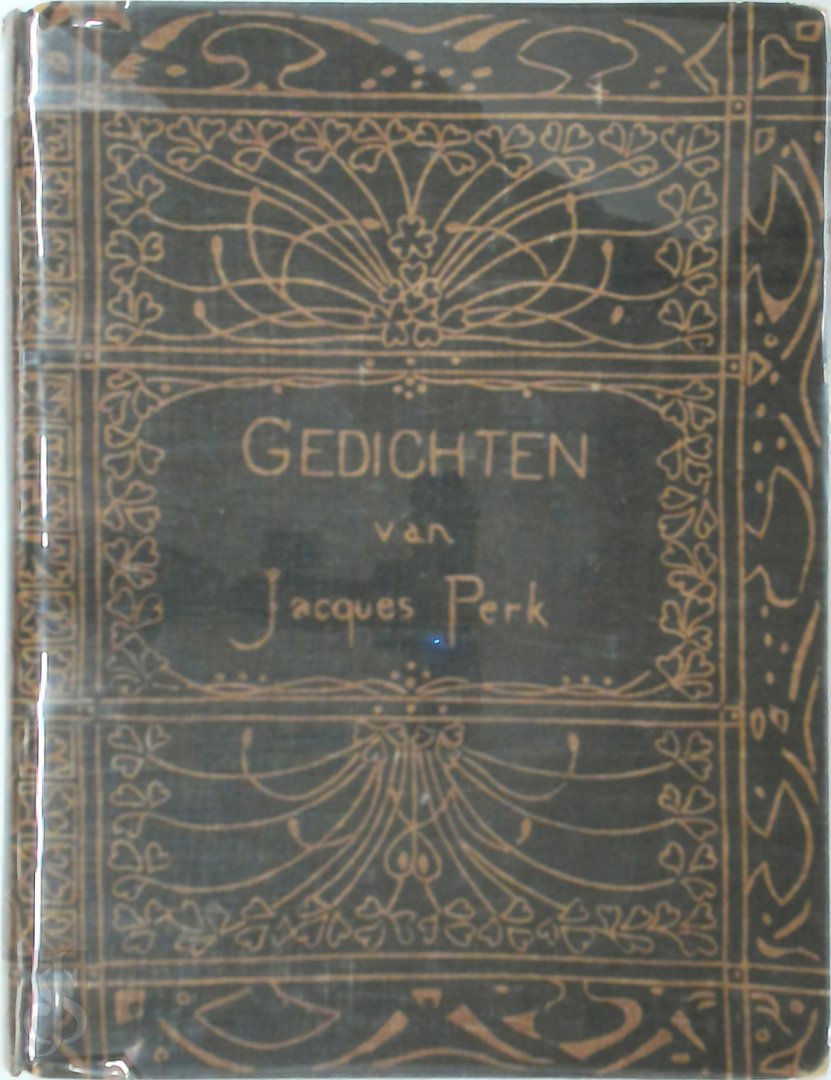 GEDICHTEN
van
Jacques Perk